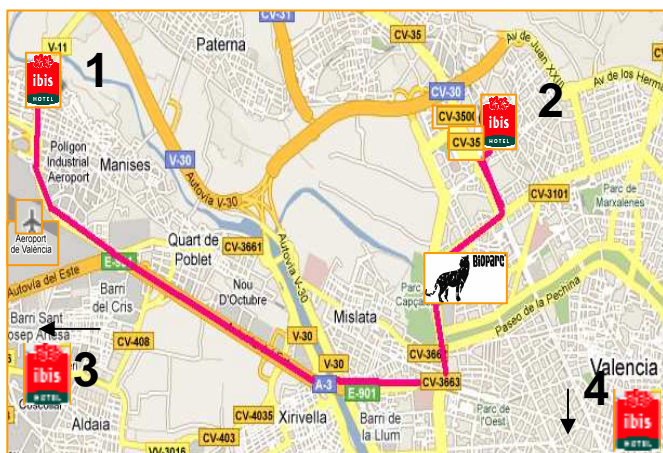 V-11
Paterna
CV-31
CV-35
Av de Juan XXIII
ibis
HOTEL
1
CV-30
2
Av de los Herma
CV-3500
ibis
HOTEL
CV-35
Poligon
Industrial
Aeroport
Manises
V-30
Autovia V-30
CV-3101
Parc de
Marxalenes
Aeroport
de València
Quart de
Poblet
CV-3661
Autovia V-30
BIOPARC
Parc
Capça
Autovia del Este
Barri
del Cris
Nou
D'Octubre
Paseo de la Pechina
Mislata
Barri Sant
osep Artesa
CV-408
V-30
V-30
Valencia
ibis
HOTEL
3
A-3
E-901
CV-3663
4
ibis
HOTEL
Aldaia
CV-4035
CV-403
Xirivella
Barri de
la Llum
Parc de
l'Oest
VV-3016